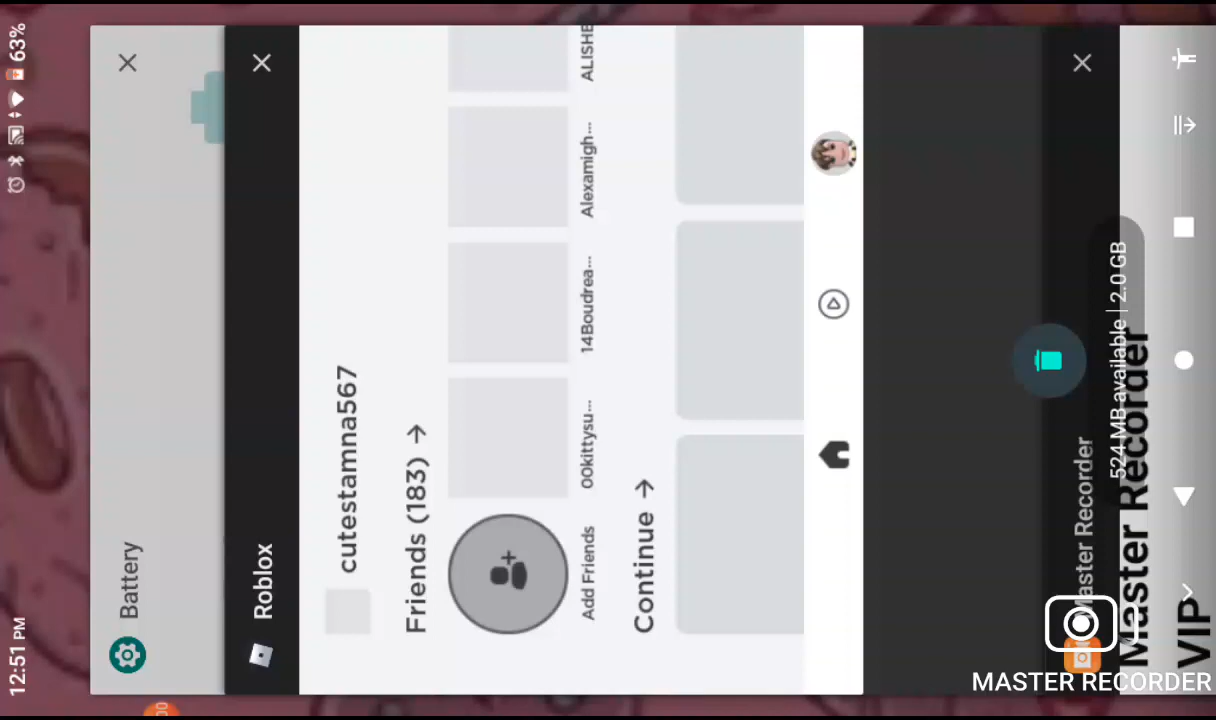 12:51 PM
63%
Battery
Roblox
cutestamna567
Friends (183) →
Add Friends
00kittysu...
14Boudrea...
Alexamigh...
ALISHE
Continue →
Master Recorder
524 MB available | 2.0 GB
Master Recorder
VIP
MASTER RECORDER